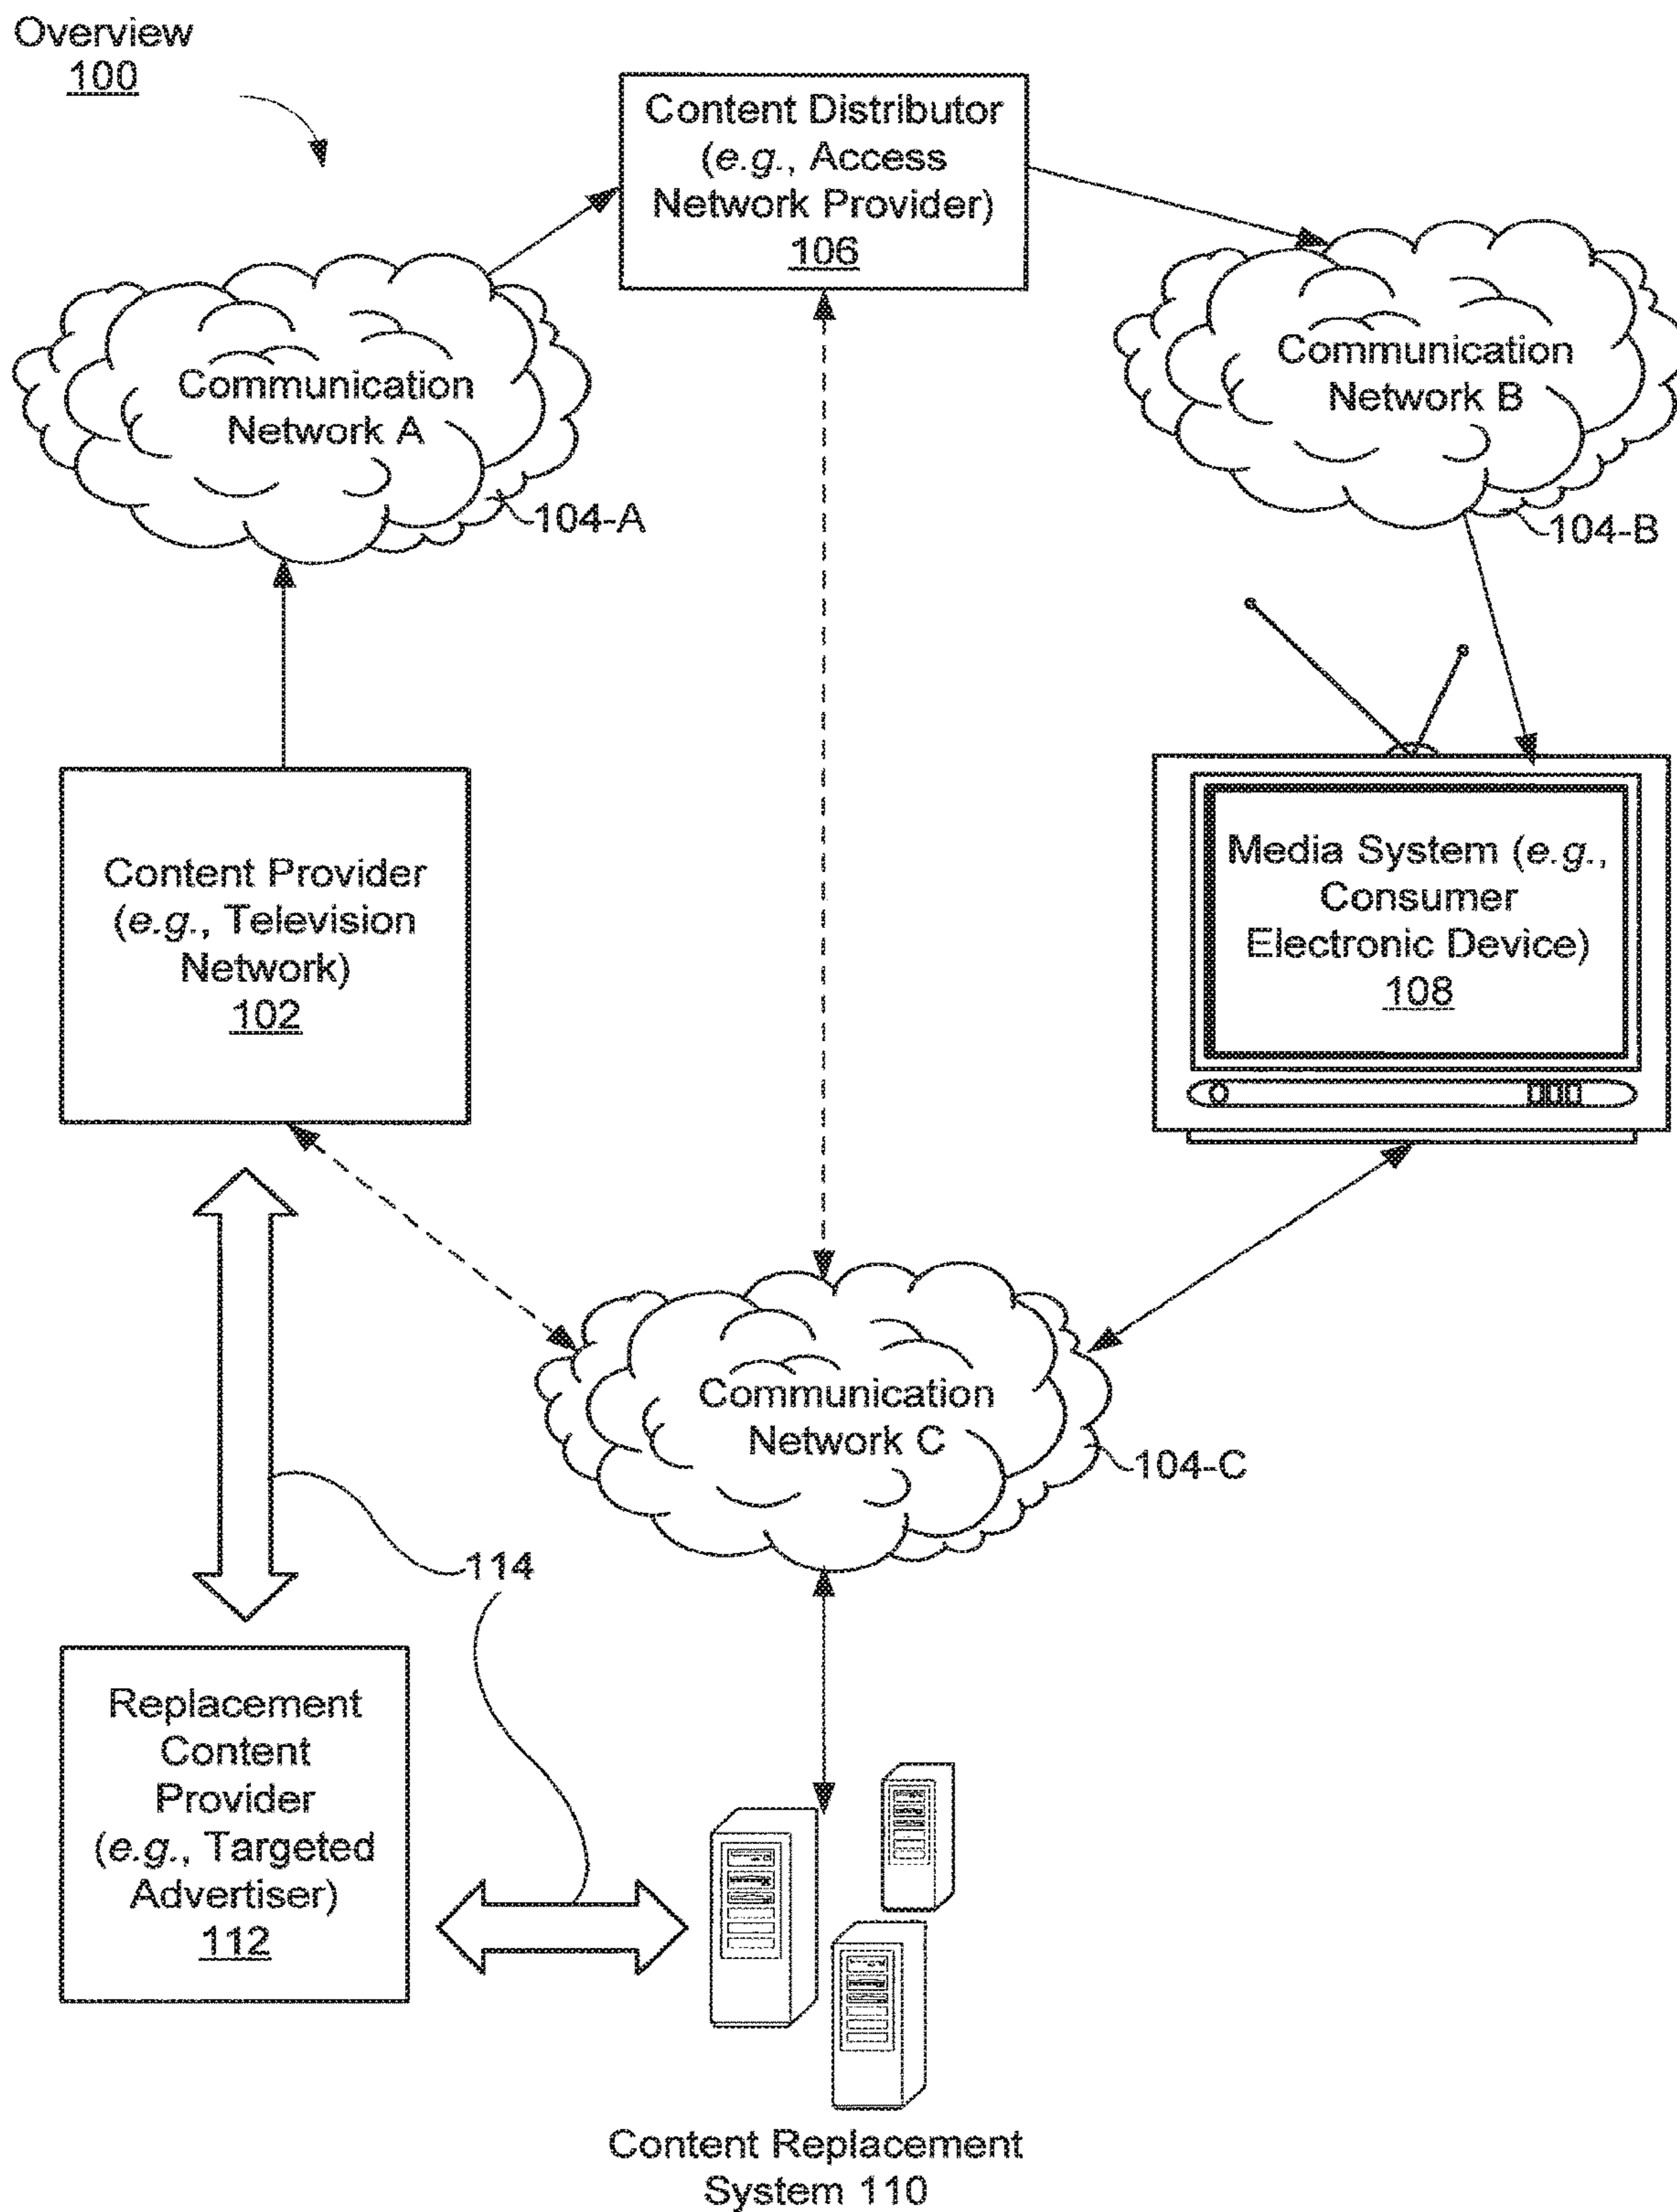 Overview
100
Content Distributor
(e.g., Access
Network Provider)
106
Communication
Network A
104-A
Communication
Network B
104-B
Content Provider
(e.g., Television
Network)
102
Media System (e.g.,
Consumer
Electronic Device)
108
Communication
Network C
104-C
114
Replacement
Content
Provider
(e.g., Targeted
Advertiser)
112
Content Replacement
System 110